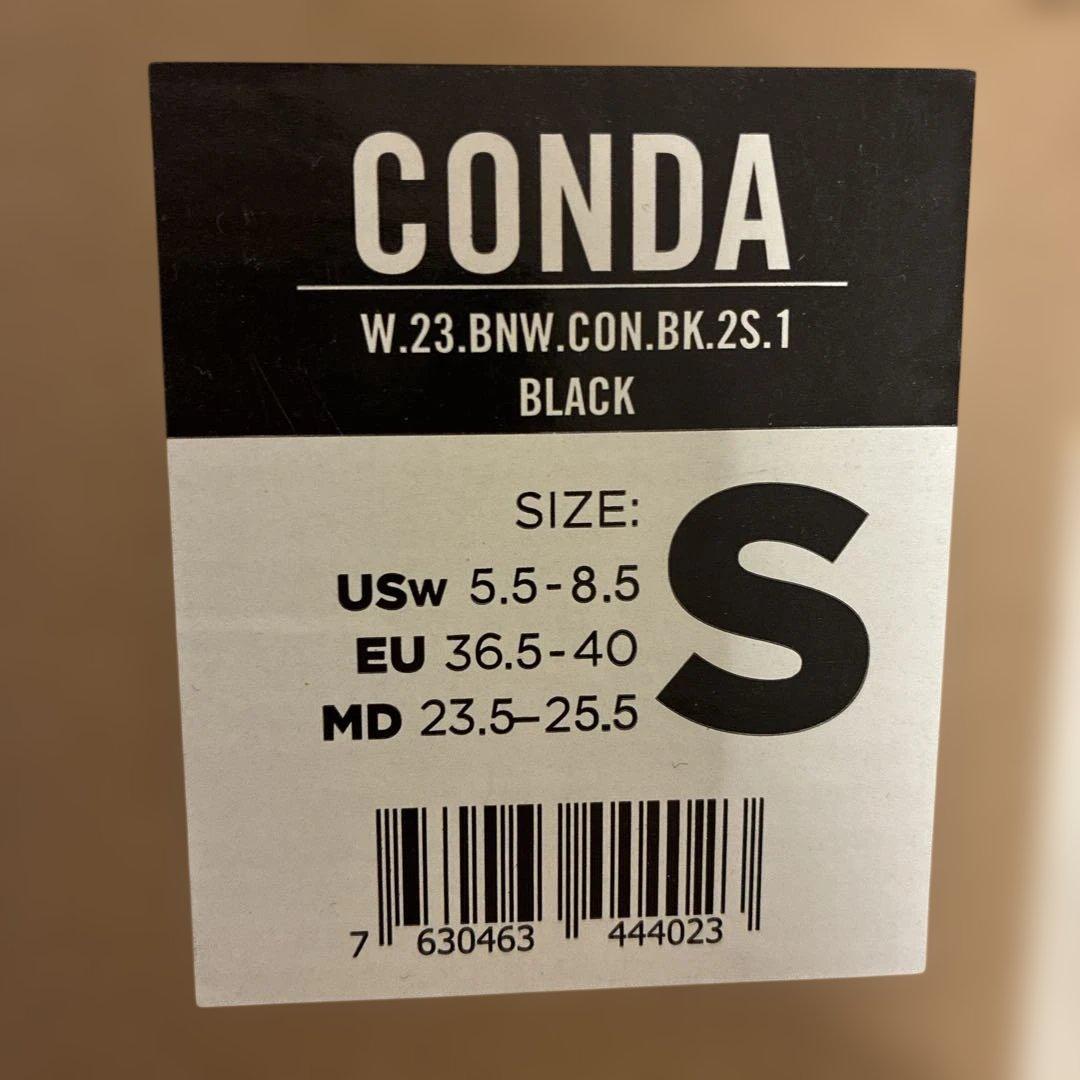 CONDA
W.23.BNW.CON.BK.2S.1
BLACK
SIZE:
S
USW 5.5-8.5
EU 36.5-40
MD 23.5–25.5
7 630463 444023